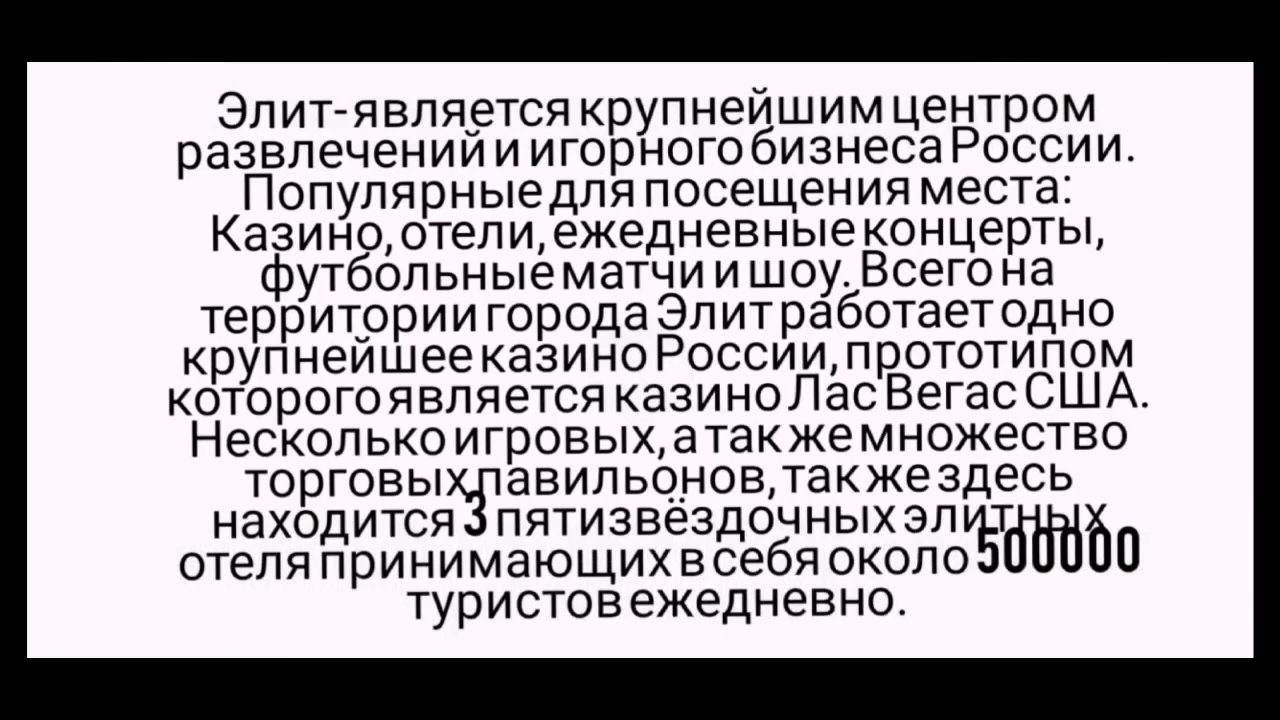 Элит- является крупнейшим центром
развлечений и игорного бизнеса России.
Популярные для посещения места:
Казино, отели, ежедневные концерты,
футбольные матчи и шоу. Всего на
территории города Элит работает одно
крупнейшее казино России, прототипом
которого является казино Лас Вегас США.
Несколько игровых, а так же множество
торговых павильонов, так же здесь
находится 3 пятизвёздочных элитных
отеля принимающих в себя около 500000
туристов ежедневно.